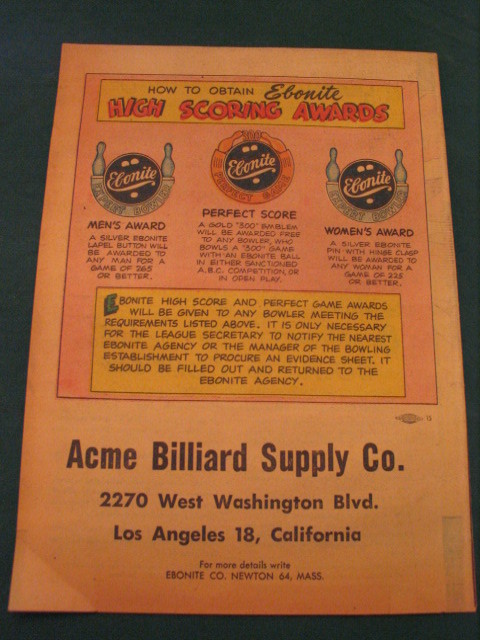 HOW TO OBTAIN Ebonite
HIGH SCORING AWARDS
Ebonite
EXPERT BOWLER
300
Ebonite
PERFECT GAME
Ebonite
EXPERT BOWLER
MEN'S AWARD
A SILVER EBONITE
LAPEL BUTTON WILL
BE AWARDED TO
ANY MAN FOR A
GAME OF 265
OR BETTER.
PERFECT SCORE
A GOLD "300" EMBLEM
WILL BE AWARDED FREE
TO ANY BOWLER, WHO
BOWLS A "300" GAME
WITH AN EBONITE BALL
IN EITHER SANCTIONED
A.B.C. COMPETITION, OR
IN OPEN PLAY.
WOMEN'S AWARD
A SILVER EBONITE
PIN WITH HINGE CLASP
WILL BE AWARDED TO
ANY WOMAN FOR A
GAME OF 225
OR BETTER.
EBONITE HIGH SCORE AND PERFECT GAME AWARDS
WILL BE GIVEN TO ANY BOWLER MEETING THE
REQUIREMENTS LISTED ABOVE. IT IS ONLY NECESSARY
FOR THE LEAGUE SECRETARY TO NOTIFY THE NEAREST
EBONITE AGENCY OR THE MANAGER OF THE BOWLING
ESTABLISHMENT TO PROCURE AN EVIDENCE SHEET. IT
SHOULD BE FILLED OUT AND RETURNED TO THE
EBONITE AGENCY.
Acme Billiard Supply Co.
2270 West Washington Blvd.
Los Angeles 18, California
For more details write
EBONITE CO. NEWTON 64, MASS.